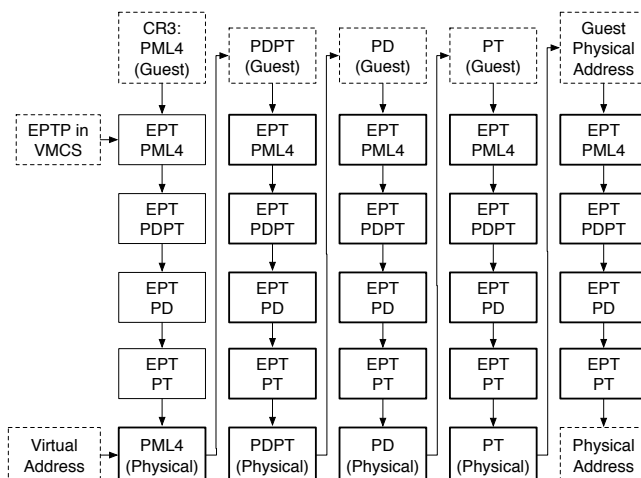 CR3:
PML4
(Guest)
PDPT
(Guest)
PD
(Guest)
PT
(Guest)
Guest
Physical
Address
EPTP in
VMCS
EPT
PML4
EPT
PML4
EPT
PML4
EPT
PML4
EPT
PML4
EPT
PDPT
EPT
PDPT
EPT
PDPT
EPT
PDPT
EPT
PDPT
EPT
PD
EPT
PD
EPT
PD
EPT
PD
EPT
PD
EPT
PT
EPT
PT
EPT
PT
EPT
PT
EPT
PT
Virtual
Address
PML4
(Physical)
PDPT
(Physical)
PD
(Physical)
PT
(Physical)
Physical
Address